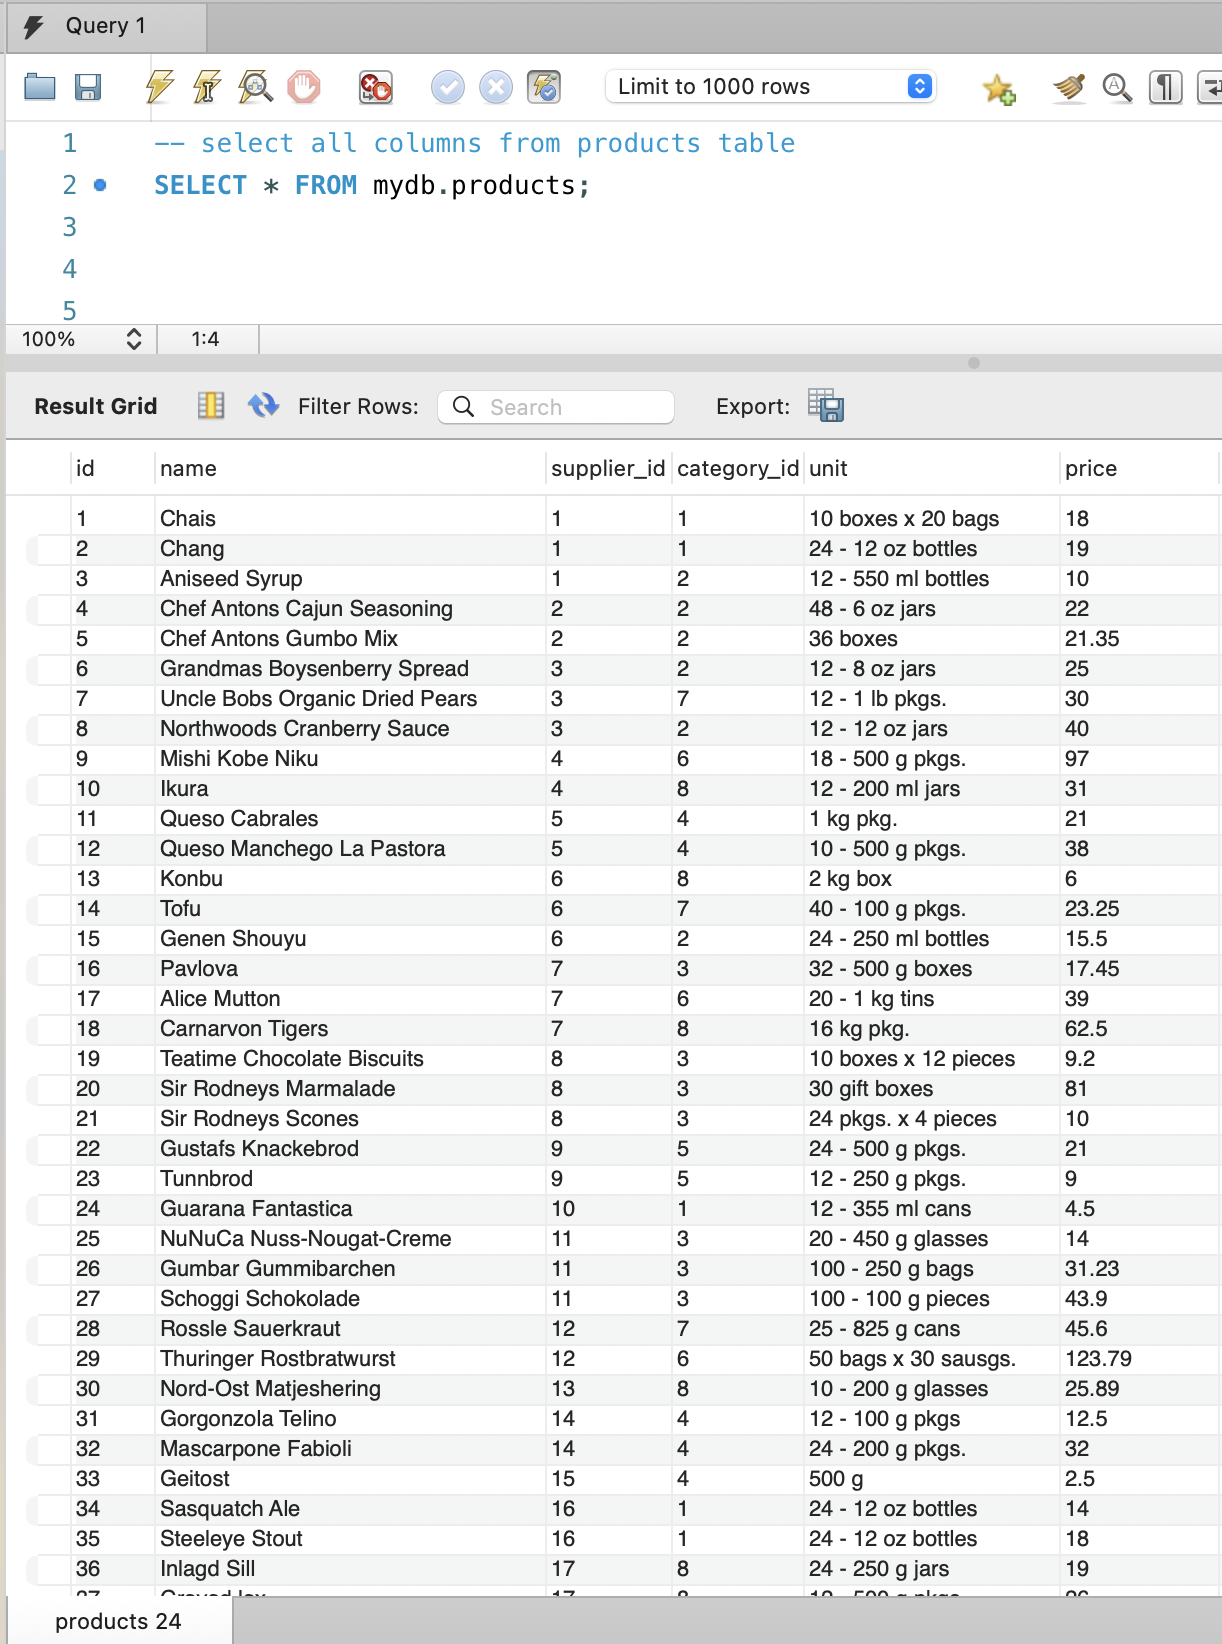 Query 1
Limit to 1000 rows
1 -- select all columns from products table
2 SELECT * FROM mydb.products;
3
4
5
100% 1:4
Result Grid Filter Rows: Search Export:
id name supplier_id category_id unit price
1 Chais 1 1 10 boxes x 20 bags 18
2 Chang 1 1 24 - 12 oz bottles 19
3 Aniseed Syrup 1 2 12 - 550 ml bottles 10
4 Chef Antons Cajun Seasoning 2 2 48 - 6 oz jars 22
5 Chef Antons Gumbo Mix 2 2 36 boxes 21.35
6 Grandmas Boysenberry Spread 3 2 12 - 8 oz jars 25
7 Uncle Bobs Organic Dried Pears 3 7 12 - 1 lb pkgs. 30
8 Northwoods Cranberry Sauce 3 2 12 - 12 oz jars 40
9 Mishi Kobe Niku 4 6 18 - 500 g pkgs. 97
10 Ikura 4 8 12 - 200 ml jars 31
11 Queso Cabrales 5 4 1 kg pkg. 21
12 Queso Manchego La Pastora 5 4 10 - 500 g pkgs. 38
13 Konbu 6 8 2 kg box 6
14 Tofu 6 7 40 - 100 g pkgs. 23.25
15 Genen Shouyu 6 2 24 - 250 ml bottles 15.5
16 Pavlova 7 3 32 - 500 g boxes 17.45
17 Alice Mutton 7 6 20 - 1 kg tins 39
18 Carnarvon Tigers 7 8 16 kg pkg. 62.5
19 Teatime Chocolate Biscuits 8 3 10 boxes x 12 pieces 9.2
20 Sir Rodneys Marmalade 8 3 30 gift boxes 81
21 Sir Rodneys Scones 8 3 24 pkgs. x 4 pieces 10
22 Gustafs Knackebrod 9 5 24 - 500 g pkgs. 21
23 Tunnbrod 9 5 12 - 250 g pkgs. 9
24 Guarana Fantastica 10 1 12 - 355 ml cans 4.5
25 NuNuCa Nuss-Nougat-Creme 11 3 20 - 450 g glasses 14
26 Gumbar Gummibarchen 11 3 100 - 250 g bags 31.23
27 Schoggi Schokolade 11 3 100 - 100 g pieces 43.9
28 Rossle Sauerkraut 12 7 25 - 825 g cans 45.6
29 Thuringer Rostbratwurst 12 6 50 bags x 30 sausgs. 123.79
30 Nord-Ost Matjeshering 13 8 10 - 200 g glasses 25.89
31 Gorgonzola Telino 14 4 12 - 100 g pkgs 12.5
32 Mascarpone Fabioli 14 4 24 - 200 g pkgs. 32
33 Geitost 15 4 500 g 2.5
34 Sasquatch Ale 16 1 24 - 12 oz bottles 14
35 Steeleye Stout 16 1 24 - 12 oz bottles 18
36 Inlagd Sill 17 8 24 - 250 g jars 19
products 24